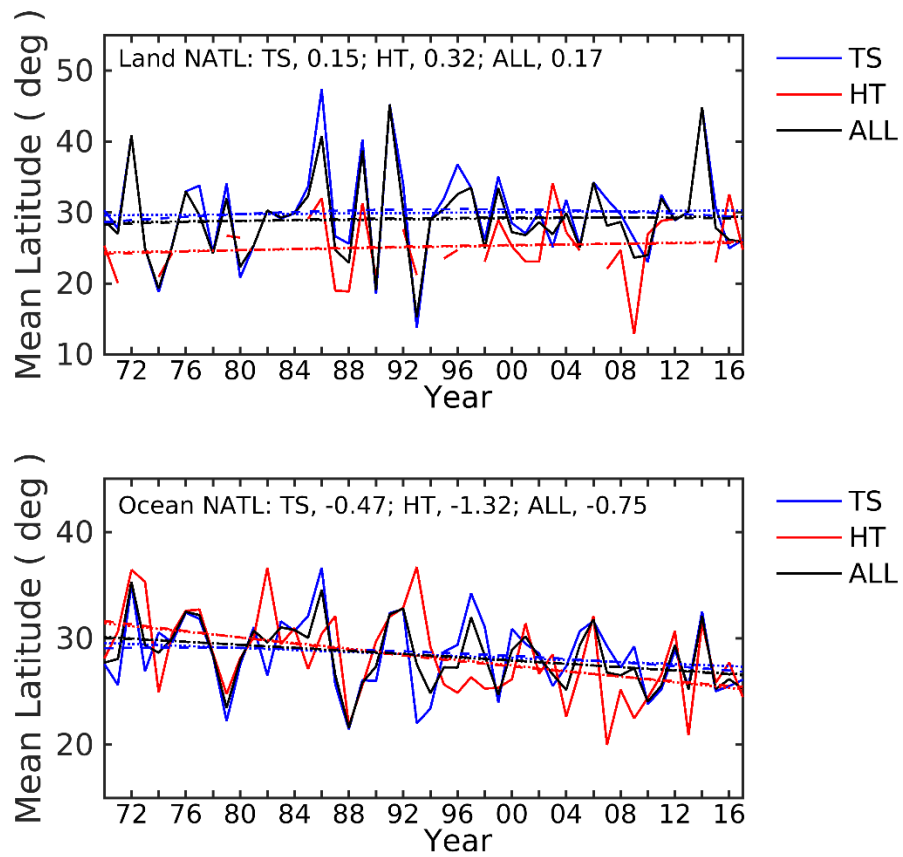 Land NATL: TS, 0.15; HT, 0.32; ALL, 0.17
Mean Latitude ( deg )
50
40
30
20
10
72 76 80 84 88 92 96 00 04 08 12 16
Year
TS
HT
ALL
Ocean NATL: TS, -0.47; HT, -1.32; ALL, -0.75
Mean Latitude ( deg )
40
30
20
72 76 80 84 88 92 96 00 04 08 12 16
Year
TS
HT
ALL